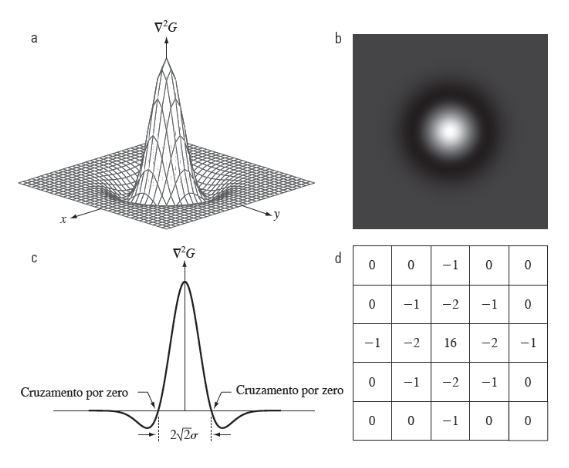 a
∇²G
x
y
b
c
∇²G
Cruzamento por zero
Cruzamento por zero
2√2σ
d
0 0 −1 0 0
0 −1 −2 −1 0
−1 −2 16 −2 −1
0 −1 −2 −1 0
0 0 −1 0 0